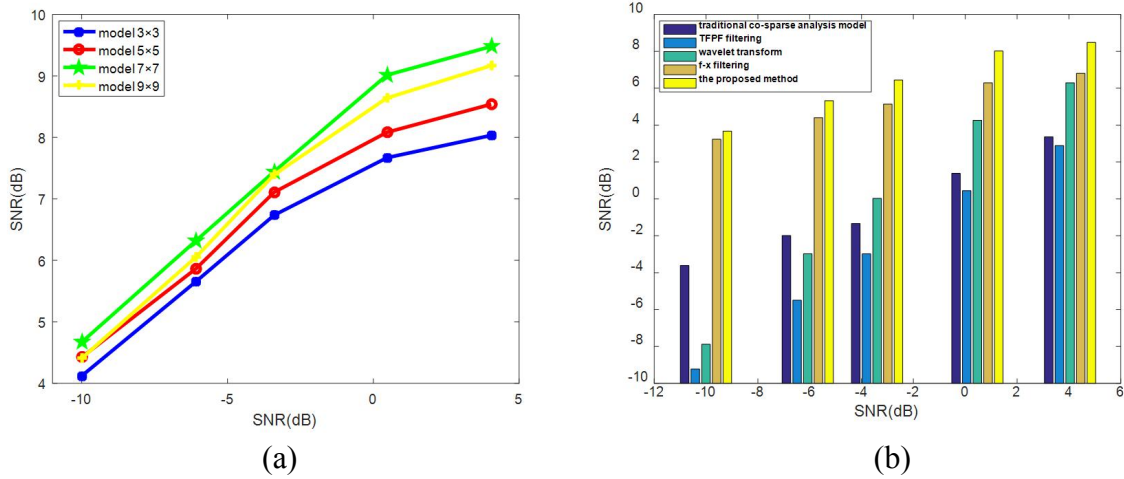 10
9
8
7
6
5
4
SNR(dB)
model 3×3
model 5×5
model 7×7
model 9×9
-10
-5
0
5
SNR(dB)
(a)
10
8
6
4
2
0
-2
-4
-6
-8
-10
SNR(dB)
traditional co-sparse analysis model
TFPF filtering
wavelet transform
f-x filtering
the proposed method
-12
-10
-8
-6
-4
-2
0
2
4
6
SNR(dB)
(b)